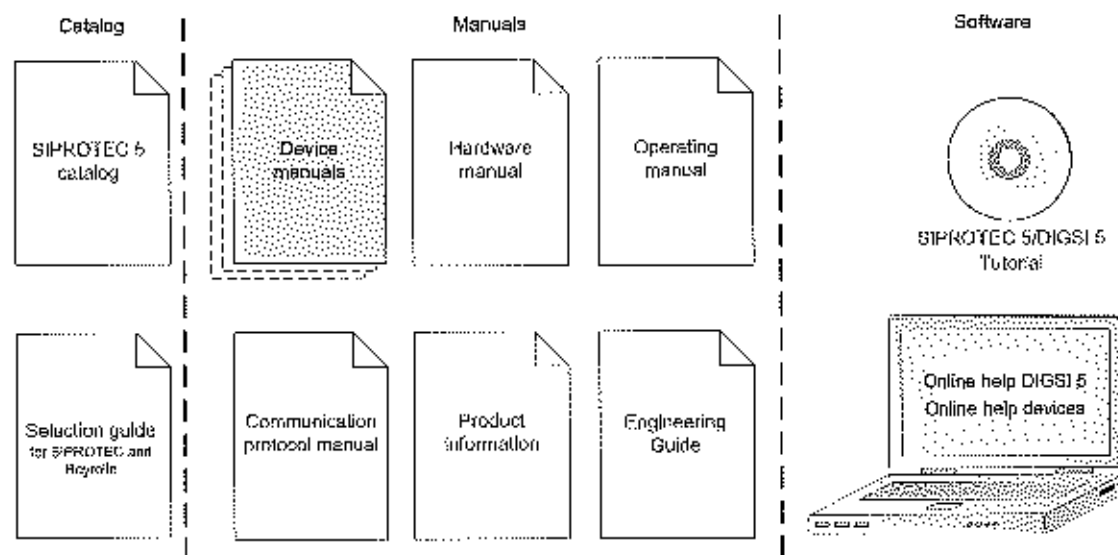 Catalog
Manuals
Software
SIPROTEC 5
catalog
Device
manuals
Hardware
manual
Operating
manual
SIPROTEC 5/DIGSI 5
Tutorial
Selection guide
for SIPROTEC and
Reyrolle
Communication
protocol manual
Product
information
Engineering
Guide
Online help DIGSI 5
Online help devices